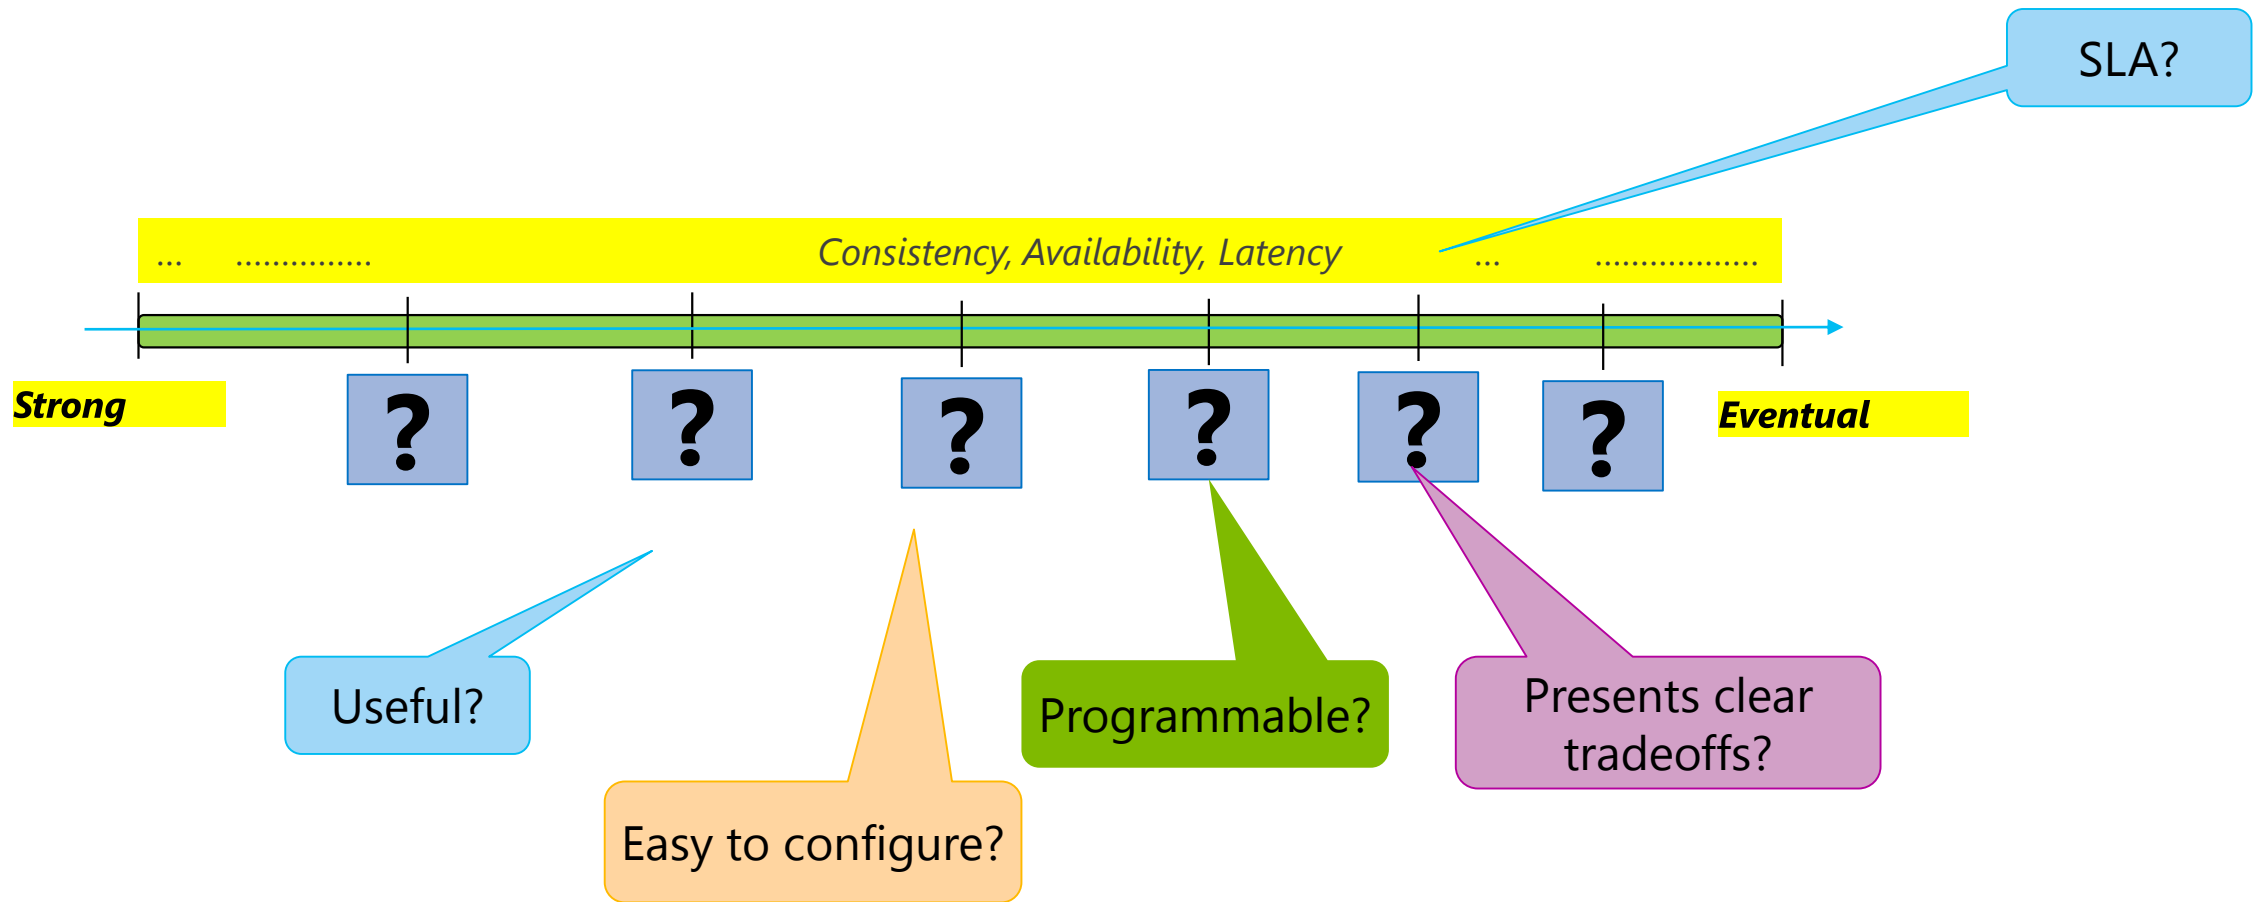 SLA?
... ............... Consistency, Availability, Latency ... ..................
Strong
? ? ? ? ? ?
Eventual
Useful?
Programmable?
Presents clear
tradeoffs?
Easy to configure?